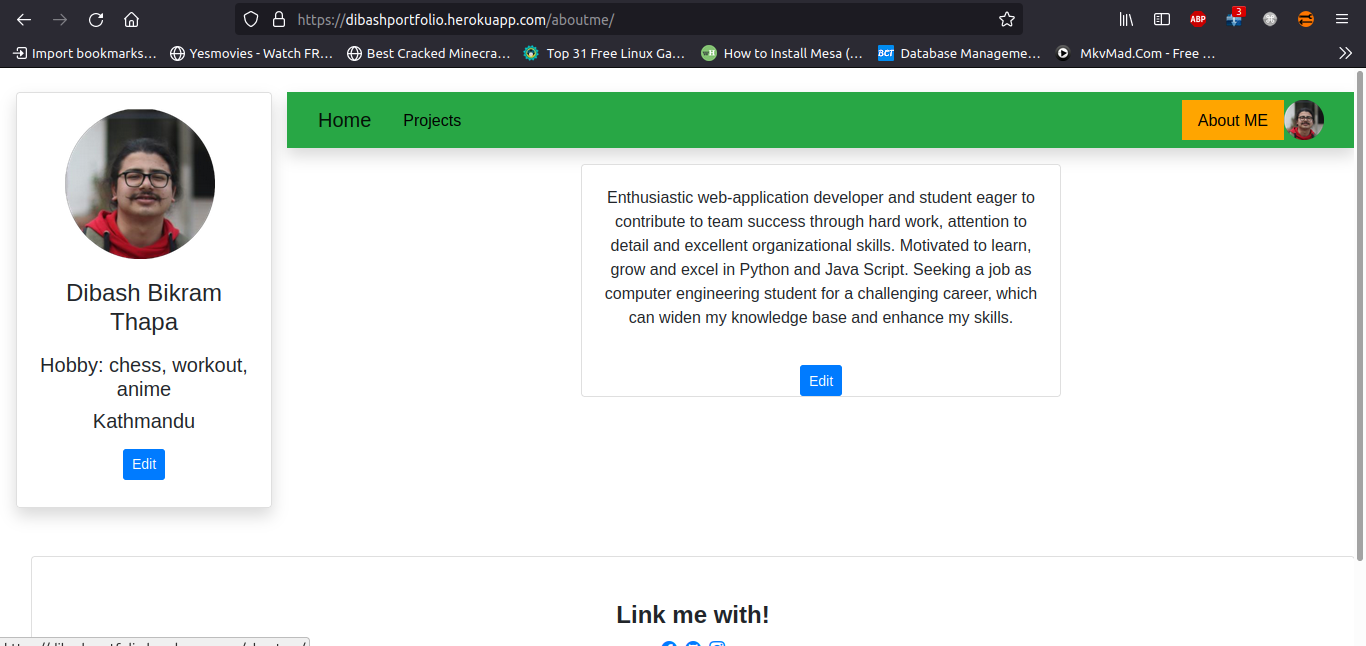 https://dibashportfolio.herokuapp.com/aboutme/
ABP
3
Import bookmarks...
Yesmovies - Watch FR...
Best Cracked Minecra...
Top 31 Free Linux Ga...
How to Install Mesa (...
BCT
Database Manageme...
MkvMad.Com - Free ...
Home
Projects
About ME
Dibash Bikram
Thapa
Hobby: chess, workout,
anime
Kathmandu
Edit
Enthusiastic web-application developer and student eager to
contribute to team success through hard work, attention to
detail and excellent organizational skills. Motivated to learn,
grow and excel in Python and Java Script. Seeking a job as
computer engineering student for a challenging career, which
can widen my knowledge base and enhance my skills.
Edit
Link me with!